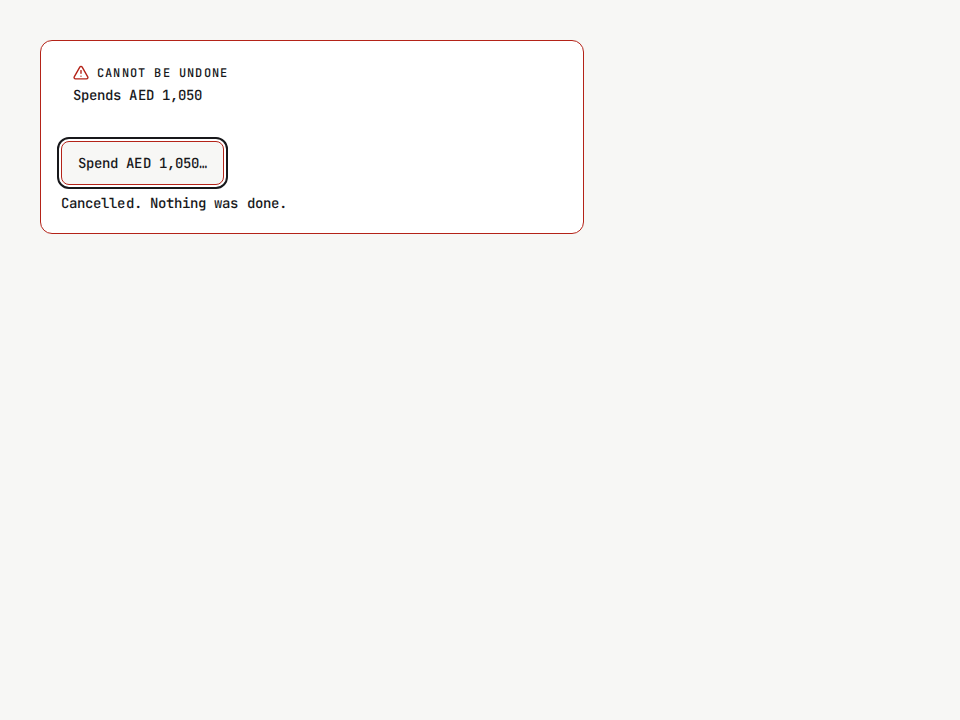 CANNOT BE UNDONE
Spends AED 1,050
Spend AED 1,050…
Cancelled. Nothing was done.